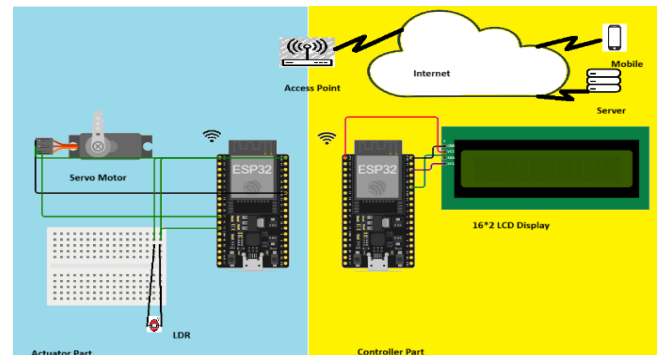 Access Point
Internet
Mobile
Server
Servo Motor
ESP32
ESP32
16*2 LCD Display
LDR
Actuator Part
Controller Part